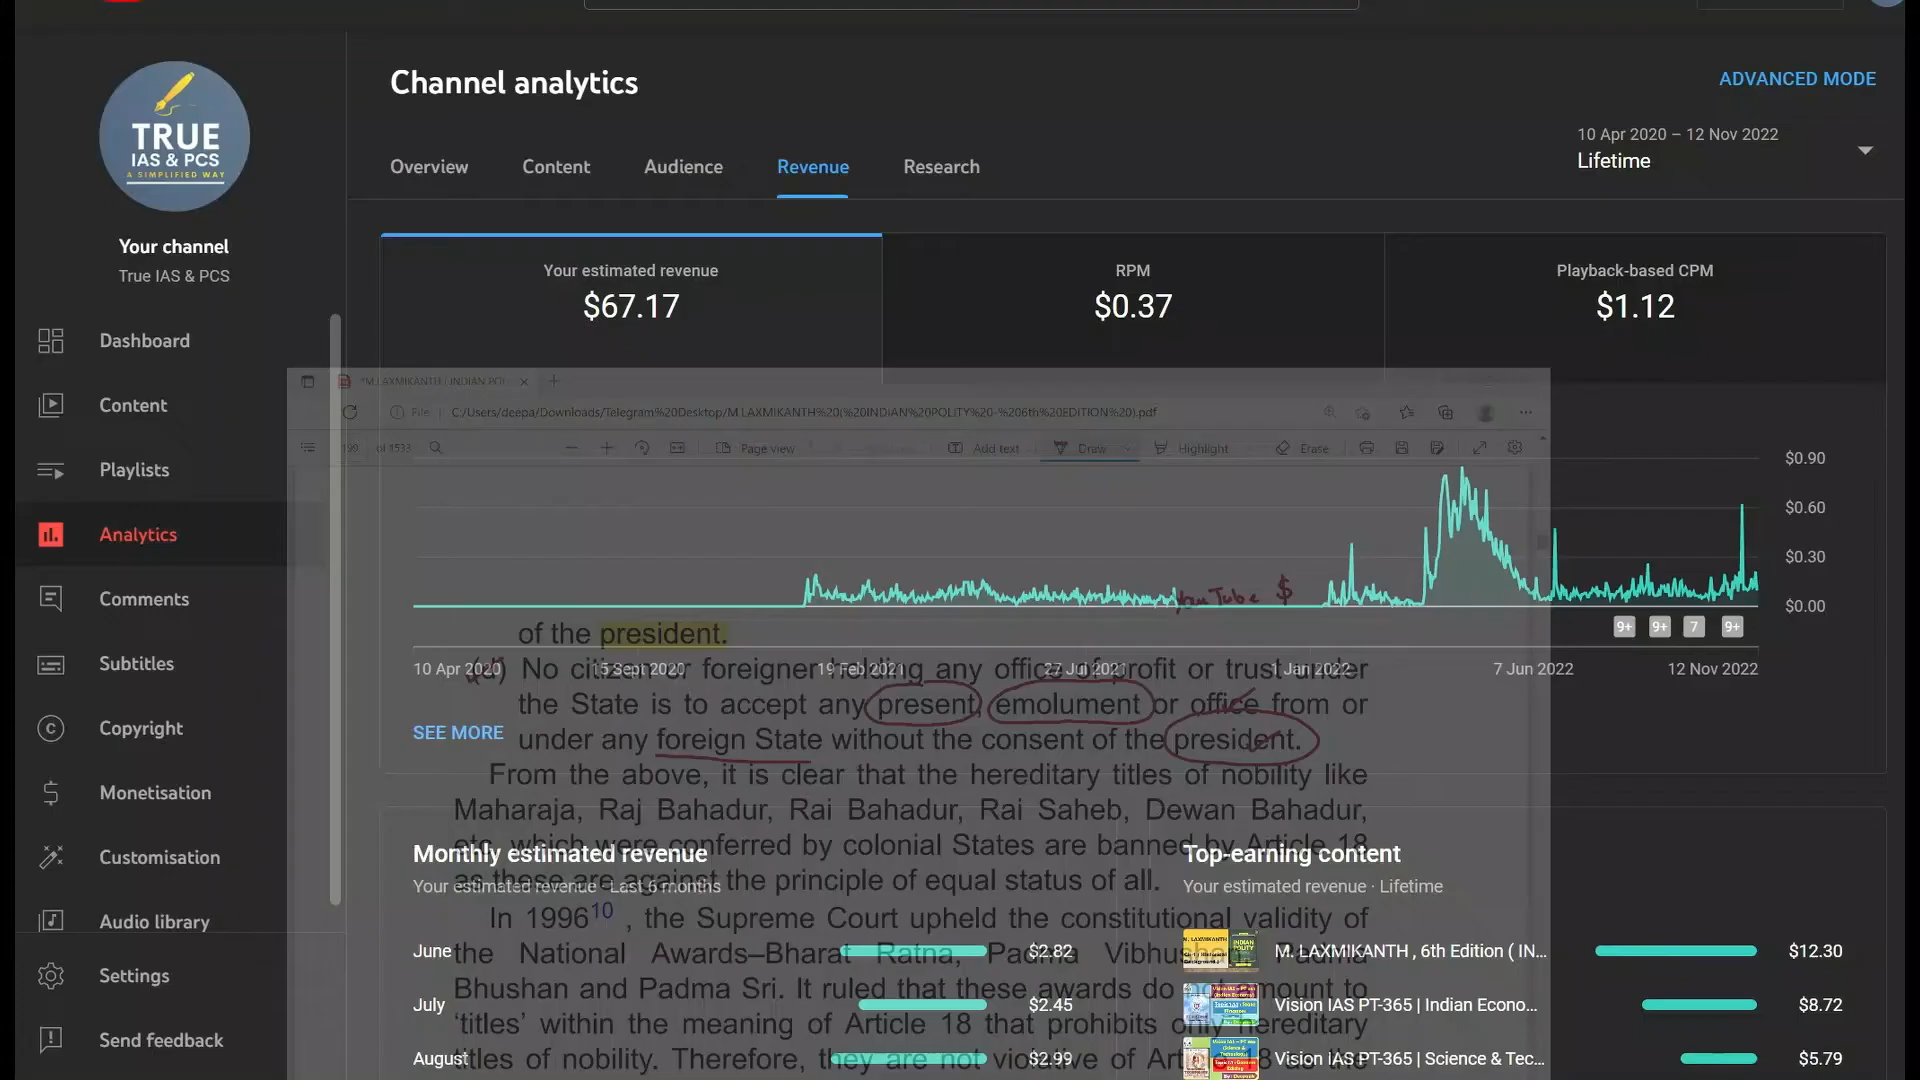 Channel analytics
ADVANCED MODE
10 Apr 2020 – 12 Nov 2022
Lifetime
Overview
Content
Audience
Revenue
Research
TRUE
IAS & PCS
A SIMPLIFIED WAY
Your channel
True IAS & PCS
Dashboard
Content
Playlists
Analytics
Comments
Subtitles
Copyright
Monetisation
Customisation
Audio library
Settings
Send feedback
Your estimated revenue
$67.17
RPM
$0.37
Playback-based CPM
$1.12
*M.LAXMIKANTH ( INDIAN POL
File
C:/Users/deepa/Downloads/Telegram%20Desktop/M.LAXMIKANTH%20(%20INDIAN%20POLITY%20-%206th%20EDITION%20).pdf
199 of 1533
Page view
Add text
Draw
Highlight
Erase
$0.90
$0.60
$0.30
$0.00
YouTube $
9+
9+
7
9+
10 Apr 2020
15 Sept 2020
19 Feb 2021
27 Jul 2021
1 Jan 2022
7 Jun 2022
12 Nov 2022
SEE MORE
of the president.
(d) No citizen or foreigner holding any office of profit or trust under
the State is to accept any present, emolument or office from or
under any foreign State without the consent of the president.
From the above, it is clear that the hereditary titles of nobility like
Maharaja, Raj Bahadur, Rai Bahadur, Rai Saheb, Dewan Bahadur,
etc. which were conferred by colonial States are banned by Article 18
as these are against the principle of equal status of all.
In 1996¹⁰, the Supreme Court upheld the constitutional validity of
the National Awards–Bharat Ratna, Padma Vibhushan, Padma
Bhushan and Padma Sri. It ruled that these awards do not amount to
‘titles’ within the meaning of Article 18 that prohibits only hereditary
titles of nobility. Therefore, they are not violative of Article 18 as the
Monthly estimated revenue
Your estimated revenue · Last 6 months
June
$2.82
July
$2.45
August
$2.99
Top-earning content
Your estimated revenue · Lifetime
M. LAXMIKANTH , 6th Edition ( IN...
$12.30
Vision IAS PT-365 | Indian Econo...
$8.72
Vision IAS PT-365 | Science & Tec...
$5.79